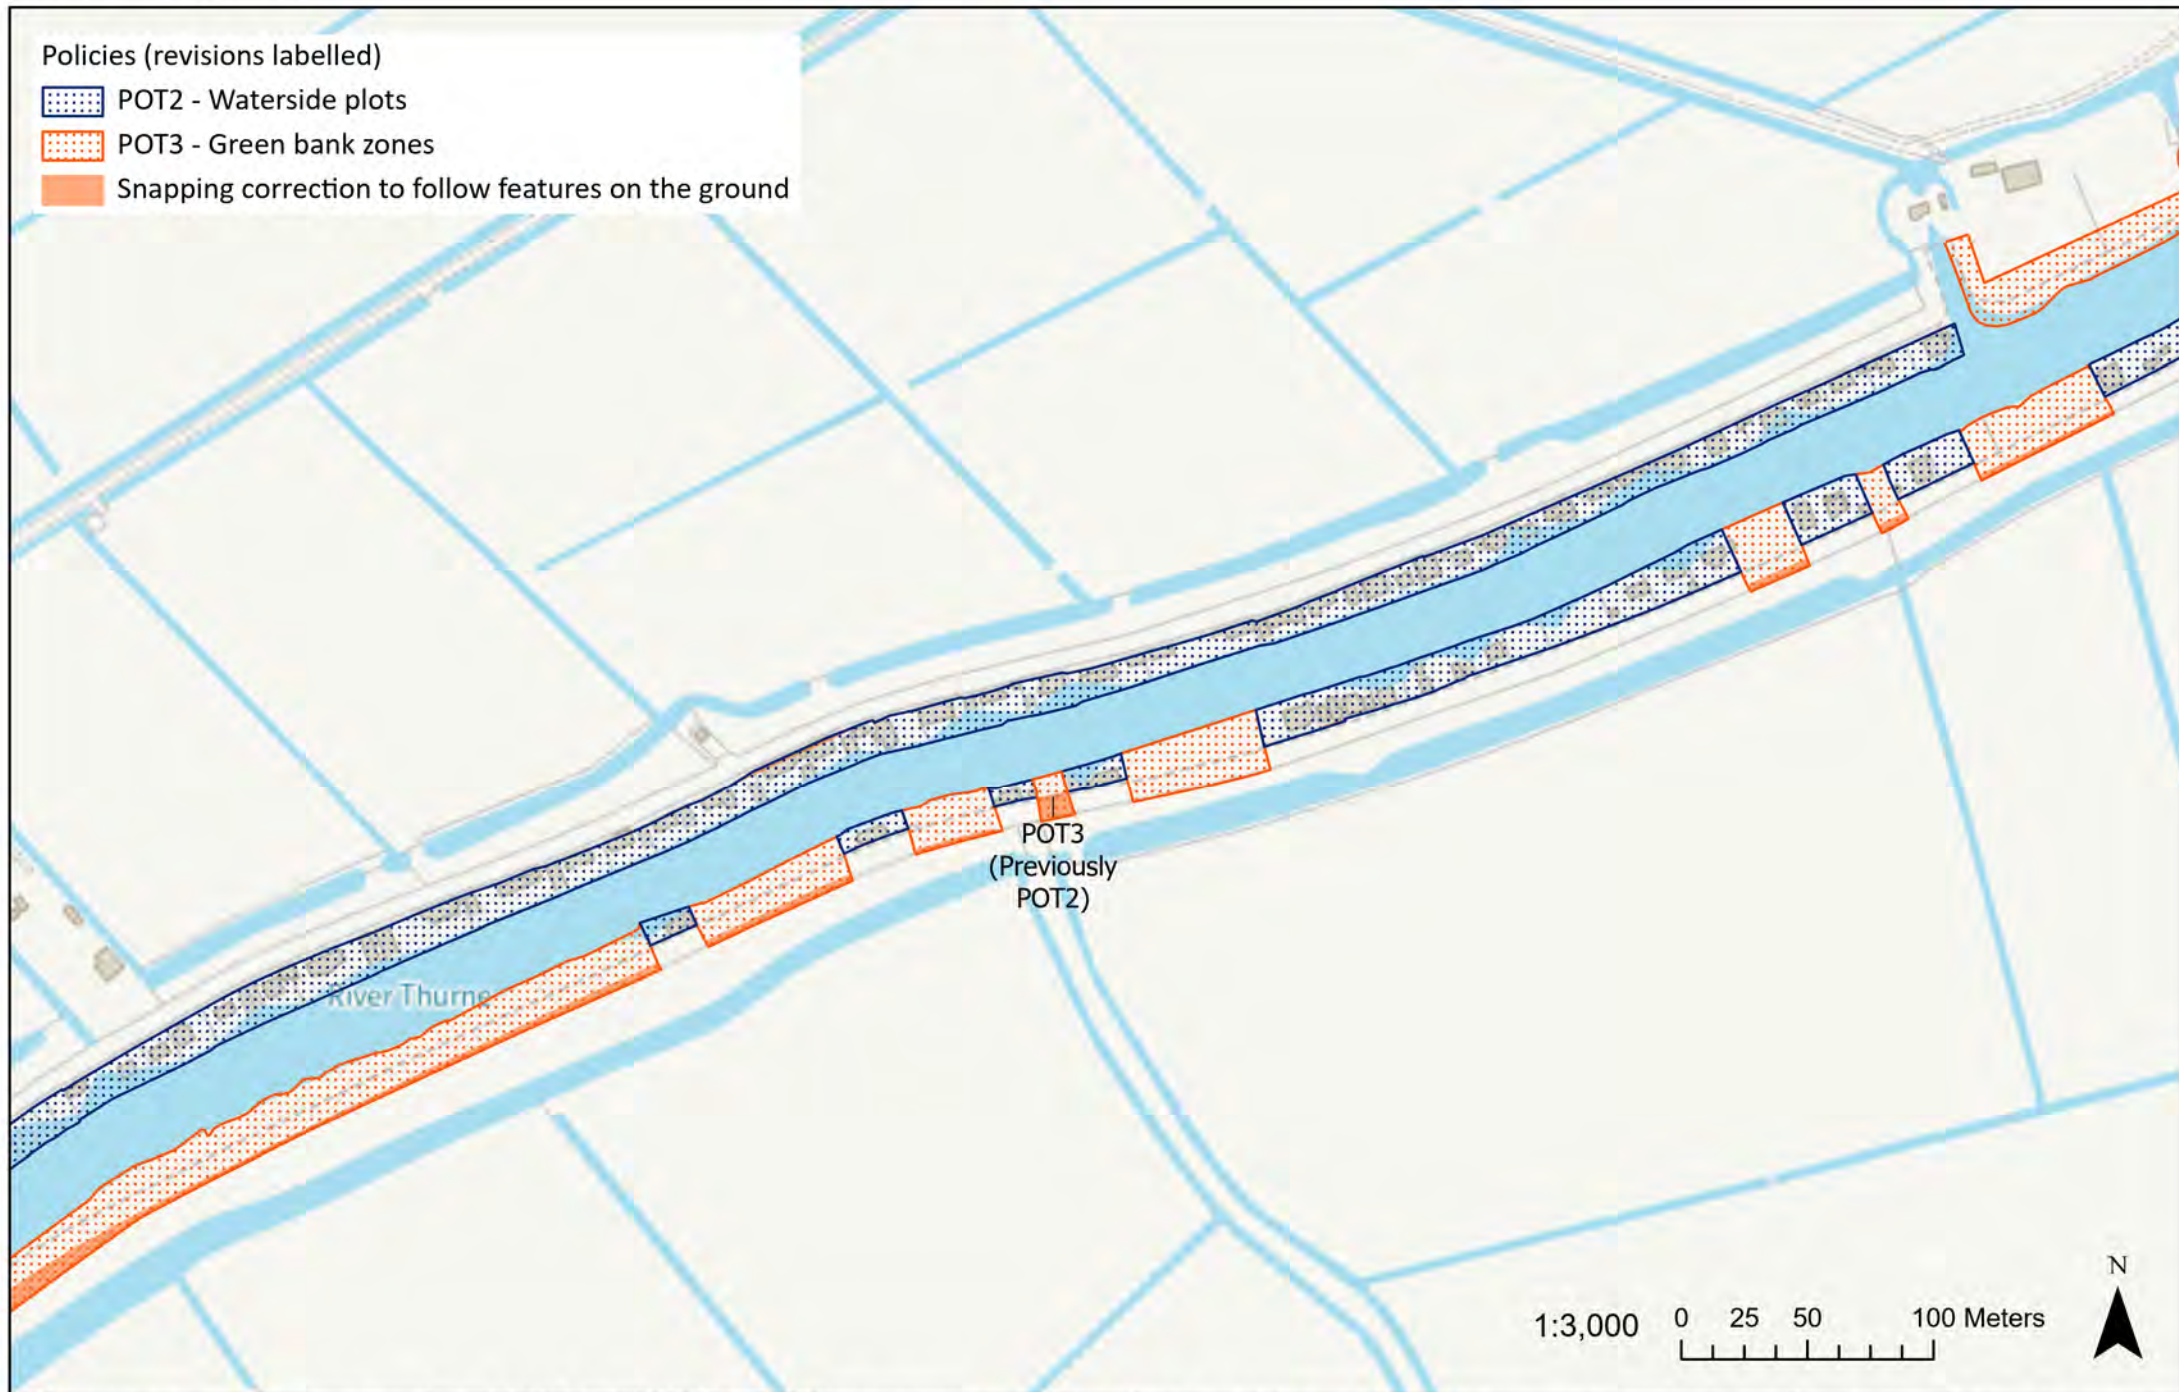 Policies (revisions labelled)
POT2 - Waterside plots
POT3 - Green bank zones
Snapping correction to follow features on the ground
POT3
(Previously
POT2)
River Thurne
N
1:3,000
0 25 50 100 Meters